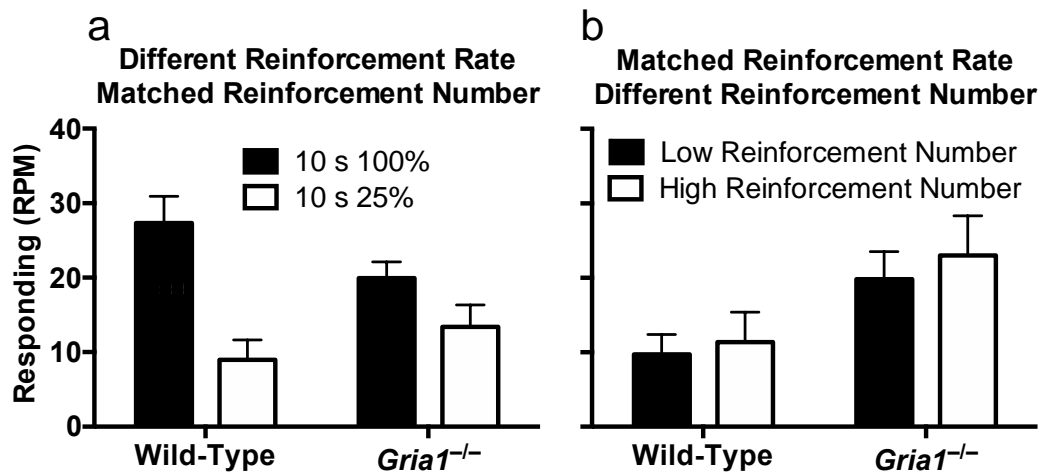 a
Different Reinforcement Rate
Matched Reinforcement Number
b
Matched Reinforcement Rate
Different Reinforcement Number
Responding (RPM)
40
30
20
10
0
10 s 100%
10 s 25%
Wild-Type
Gria1⁻/⁻
Low Reinforcement Number
High Reinforcement Number
Wild-Type
Gria1⁻/⁻